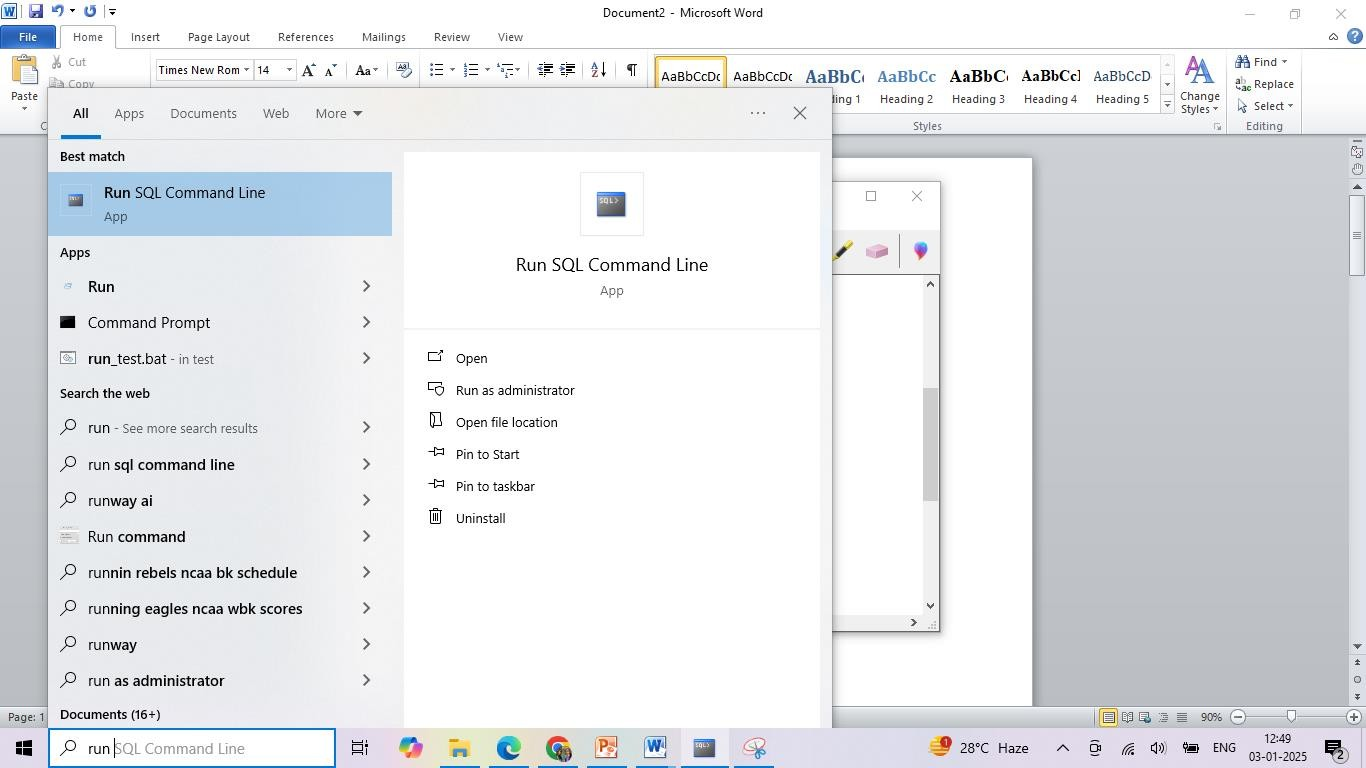 Document2 - Microsoft Word
File Home Insert Page Layout References Mailings Review View
Paste
Cut
Copy
Times New Rom 14 Aa
AaBbCcDc AaBbCcDc AaBbC AaBbCc AaBbC AaBbCcI AaBbCcD
Heading 2 Heading 3 Heading 4 Heading 5
Change Styles
Styles
Find
Replace
Select
Editing
All Apps Documents Web More
Best match
Run SQL Command Line
App
Apps
Run
Command Prompt
run_test.bat - in test
Search the web
run - See more search results
run sql command line
runway ai
Run command
runnin rebels ncaa bk schedule
running eagles ncaa wbk scores
runway
run as administrator
Documents (16+)
SQL>
Run SQL Command Line
App
Open
Run as administrator
Open file location
Pin to Start
Pin to taskbar
Uninstall
Page: 1
90%
run SQL Command Line
28°C Haze
ENG
12:49
03-01-2025
2